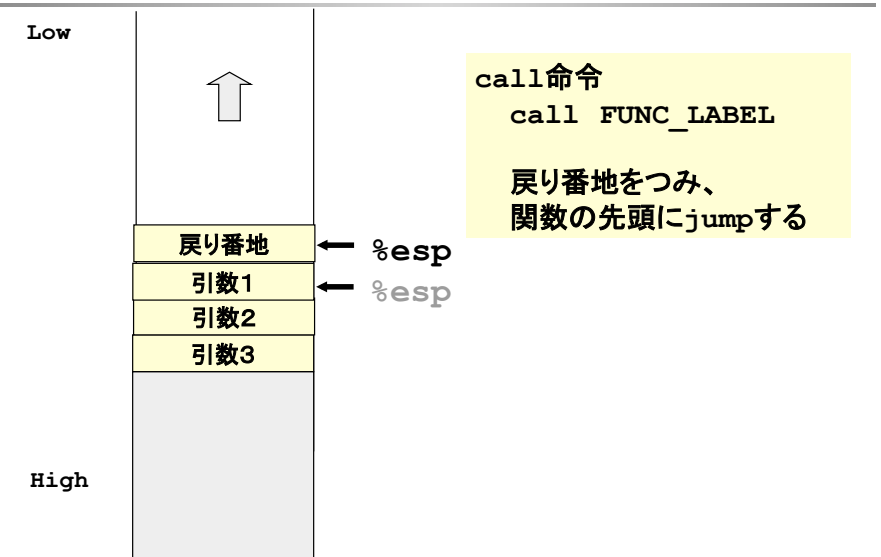 Low
call命令
call FUNC_LABEL
戻り番地をつみ、
関数の先頭にjumpする
戻り番地
%esp
引数1
%esp
引数2
引数3
High